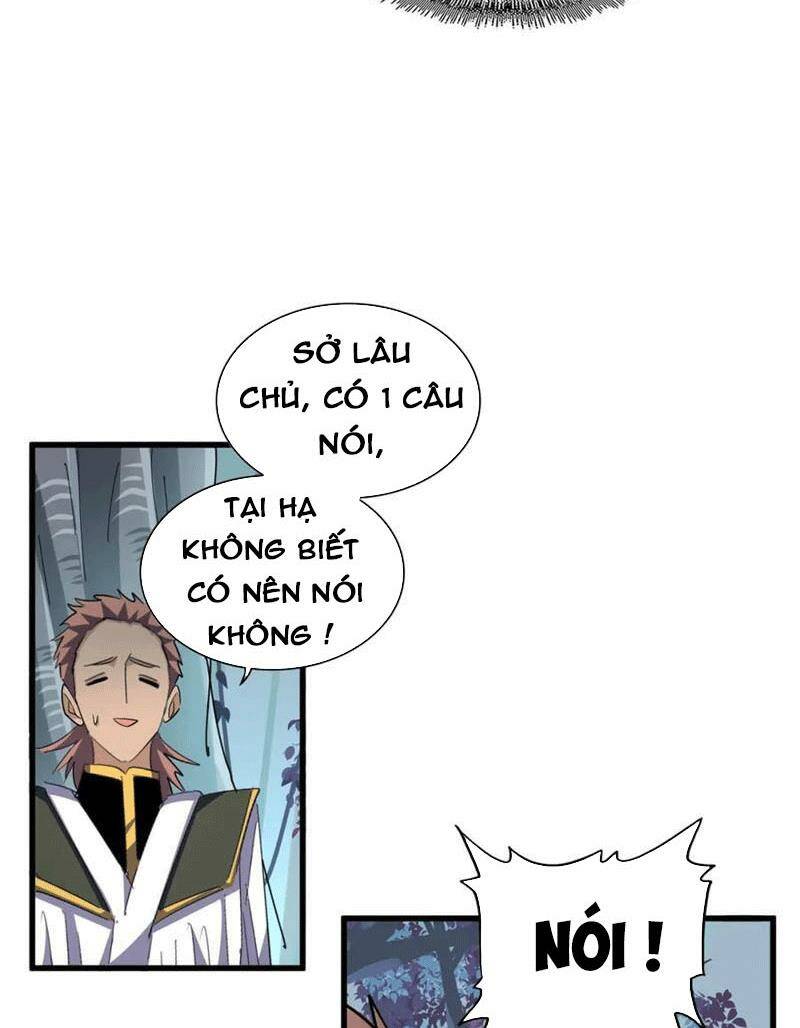 SỞ LÂU
CHỦ, CÓ 1 CÂU
NÓI,
TẠI HẠ
KHÔNG BIẾT
CÓ NÊN NÓI
KHÔNG !
NÓI !